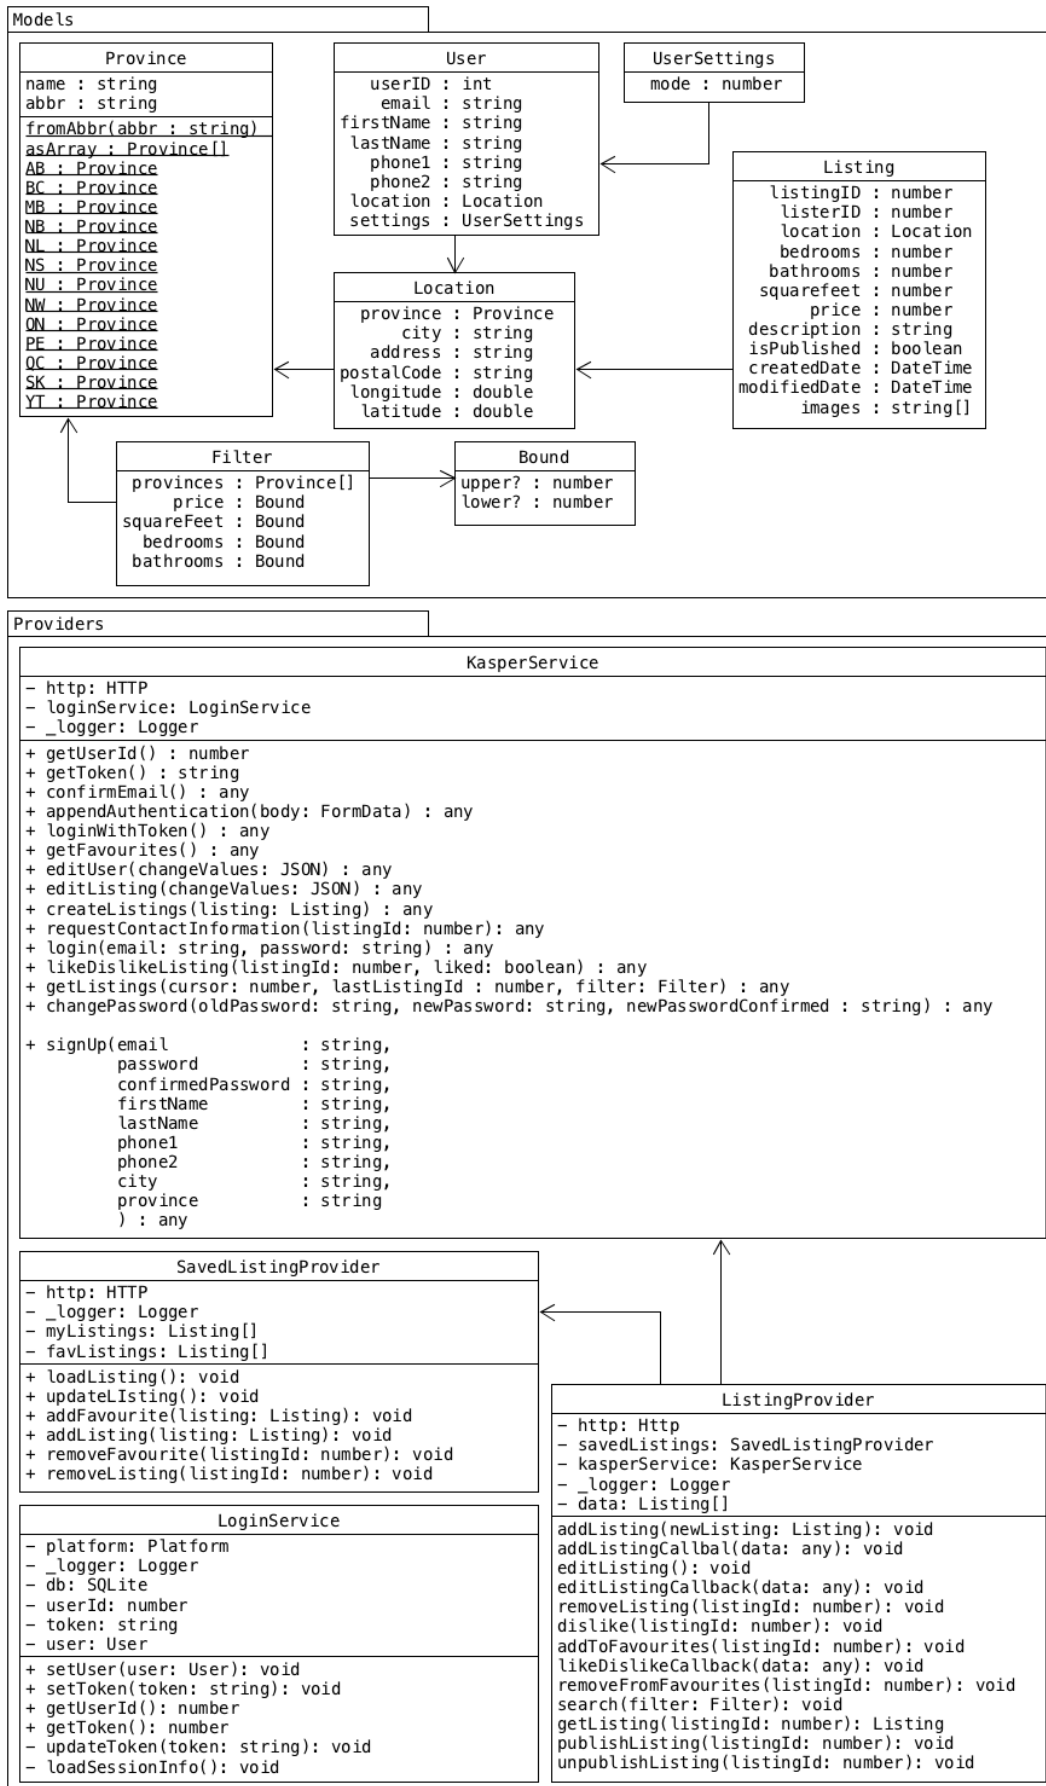 Models
Province
name : string
abbr : string
fromAbbr(abbr : string)
asArray : Province[]
AB : Province
BC : Province
MB : Province
NB : Province
NL : Province
NS : Province
NU : Province
NW : Province
ON : Province
PE : Province
QC : Province
SK : Province
YT : Province
User
userID : int
email : string
firstName : string
lastName : string
phone1 : string
phone2 : string
location : Location
settings : UserSettings
UserSettings
mode : number
Listing
listingID : number
listerID : number
location : Location
bedrooms : number
bathrooms : number
squarefeet : number
price : number
description : string
isPublished : boolean
createdDate : DateTime
modifiedDate : DateTime
images : string[]
Location
province : Province
city : string
address : string
postalCode : string
longitude : double
latitude : double
Filter
provinces : Province[]
price : Bound
squareFeet : Bound
bedrooms : Bound
bathrooms : Bound
Bound
upper? : number
lower? : number
Providers
KasperService
- http: HTTP
- loginService: LoginService
- _logger: Logger
+ getUserId() : number
+ getToken() : string
+ confirmEmail() : any
+ appendAuthentication(body: FormData) : any
+ loginWithToken() : any
+ getFavourites() : any
+ editUser(changeValues: JSON) : any
+ editListing(changeValues: JSON) : any
+ createListings(listing: Listing) : any
+ requestContactInformation(listingId: number): any
+ login(email: string, password: string) : any
+ likeDislikeListing(listingId: number, liked: boolean) : any
+ getListings(cursor: number, lastListingId : number, filter: Filter) : any
+ changePassword(oldPassword: string, newPassword: string, newPasswordConfirmed : string) : any
+ signUp(email : string,
password : string,
confirmedPassword : string,
firstName : string,
lastName : string,
phone1 : string,
phone2 : string,
city : string,
province : string
) : any
SavedListingProvider
- http: HTTP
- _logger: Logger
- myListings: Listing[]
- favListings: Listing[]
+ loadListing(): void
+ updateLIsting(): void
+ addFavourite(listing: Listing): void
+ addListing(listing: Listing): void
+ removeFavourite(listingId: number): void
+ removeListing(listingId: number): void
LoginService
- platform: Platform
- _logger: Logger
- db: SQLite
- userId: number
- token: string
- user: User
+ setUser(user: User): void
+ setToken(token: string): void
+ getUserId(): number
+ getToken(): number
- updateToken(token: string): void
- loadSessionInfo(): void
ListingProvider
- http: Http
- savedListings: SavedListingProvider
- kasperService: KasperService
- _logger: Logger
- data: Listing[]
addListing(newListing: Listing): void
addListingCallbal(data: any): void
editListing(): void
editListingCallback(data: any): void
removeListing(listingId: number): void
dislike(listingId: number): void
addToFavourites(listingId: number): void
likeDislikeCallback(data: any): void
removeFromFavourites(listingId: number): void
search(filter: Filter): void
getListing(listingId: number): Listing
publishListing(listingId: number): void
unpublishListing(listingId: number): void